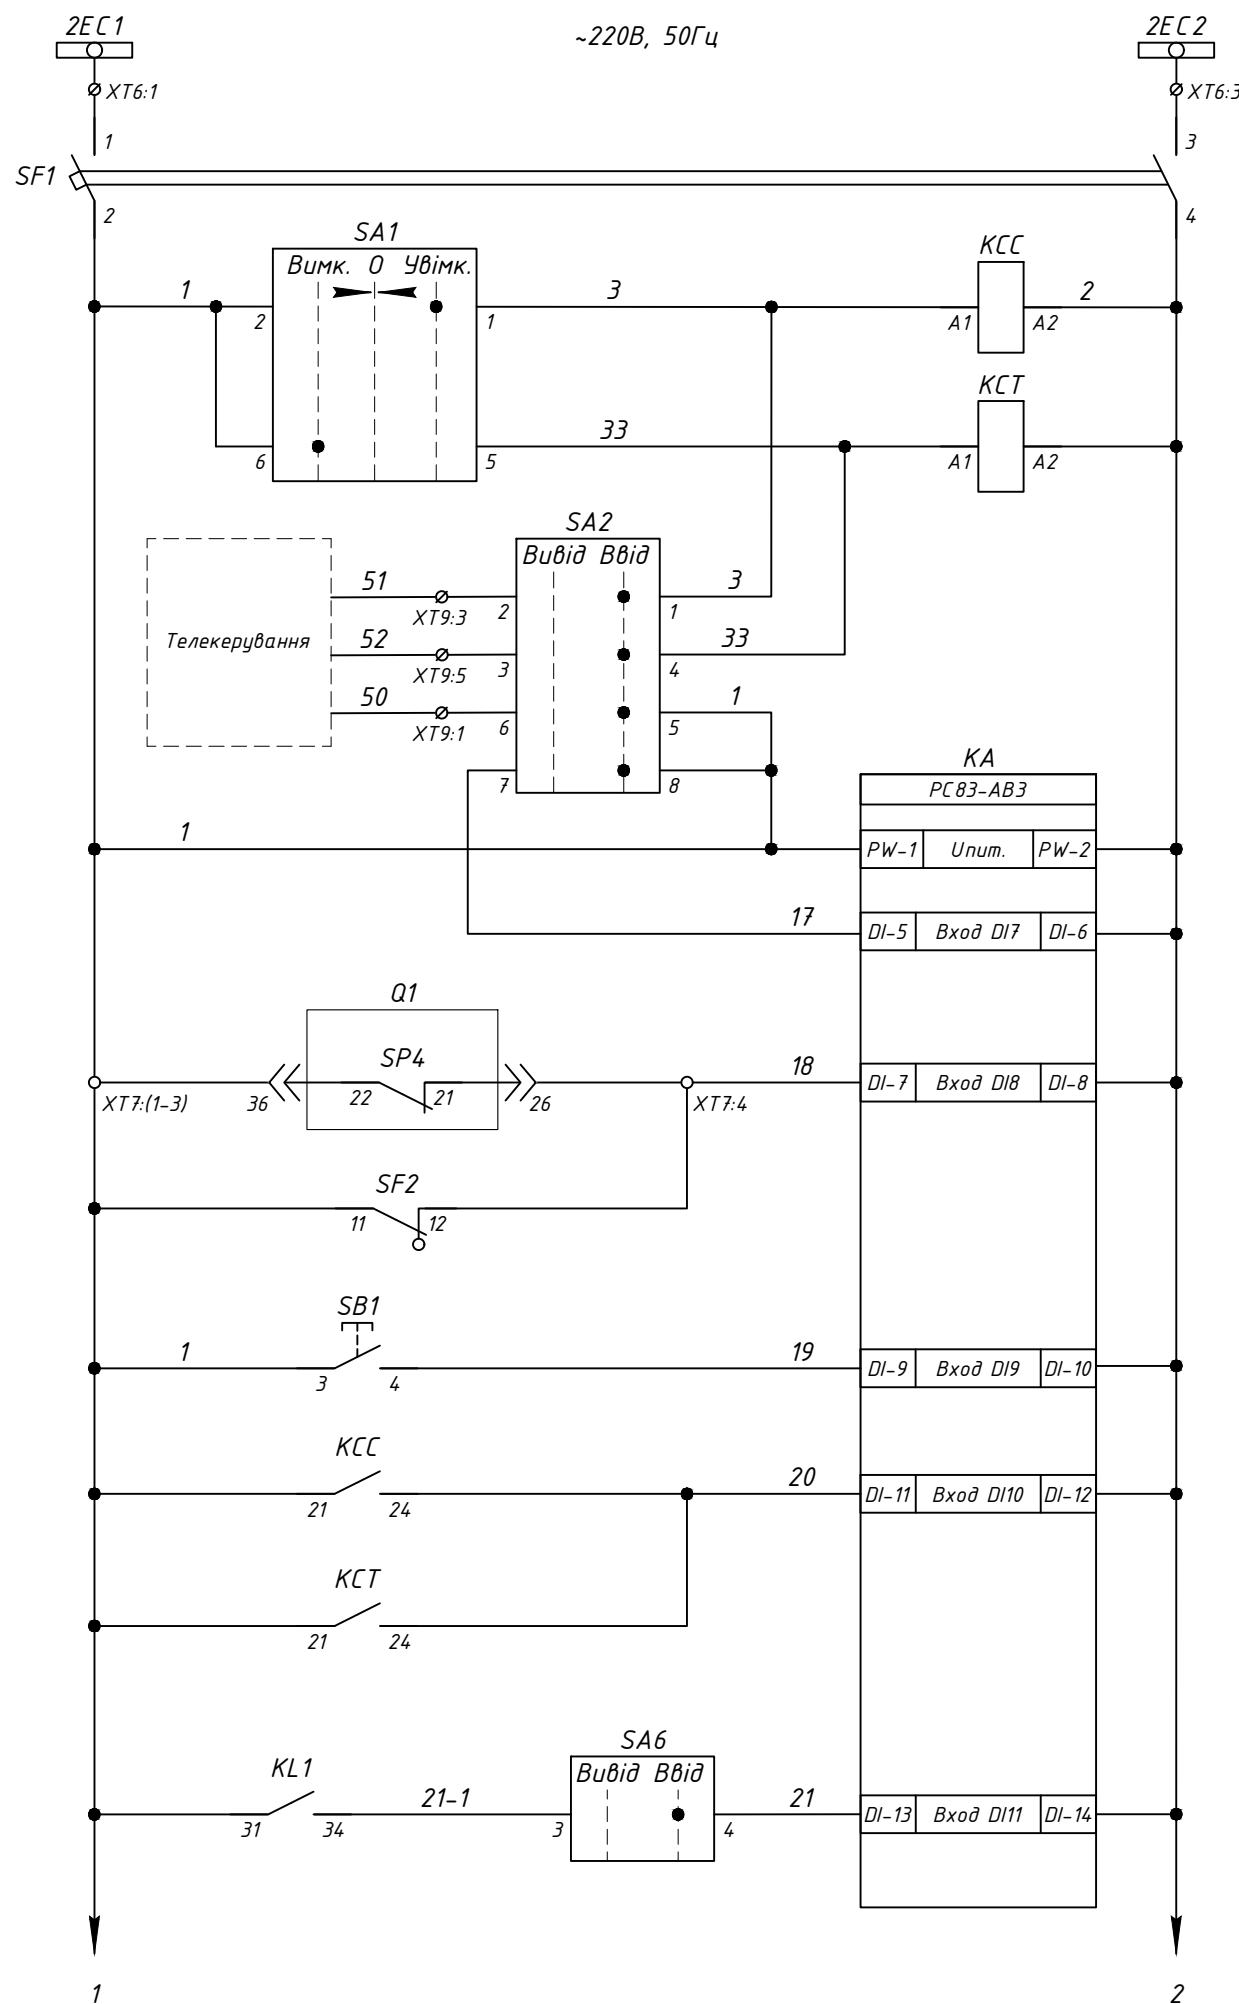 2EC1
~220В, 50Гц
2EC2
XT6:1
XT6:3
1
3
SF1
2
4
SA1
Вимк. 0 Увімк.
KCC
1
2
1
3
A1
A2
2
KCT
6
5
33
A1
A2
SA2
Вивід Ввід
Телекерування
51
XT9:3
2
1
3
52
XT9:5
3
4
33
50
XT9:1
6
5
1
7
8
KA
РС83-АВ3
1
PW-1 Uпит. PW-2
17
DI-5 Вход DI7 DI-6
Q1
SP4
XT7:(1-3)
36
22
21
26
XT7:4
18
DI-7 Вход DI8 DI-8
SF2
11
12
SB1
1
3
4
19
DI-9 Вход DI9 DI-10
KCC
21
24
20
DI-11 Вход DI10 DI-12
KCT
21
24
KL1
31
34
21-1
SA6
Вивід Ввід
3
4
21
DI-13 Вход DI11 DI-14
1
2